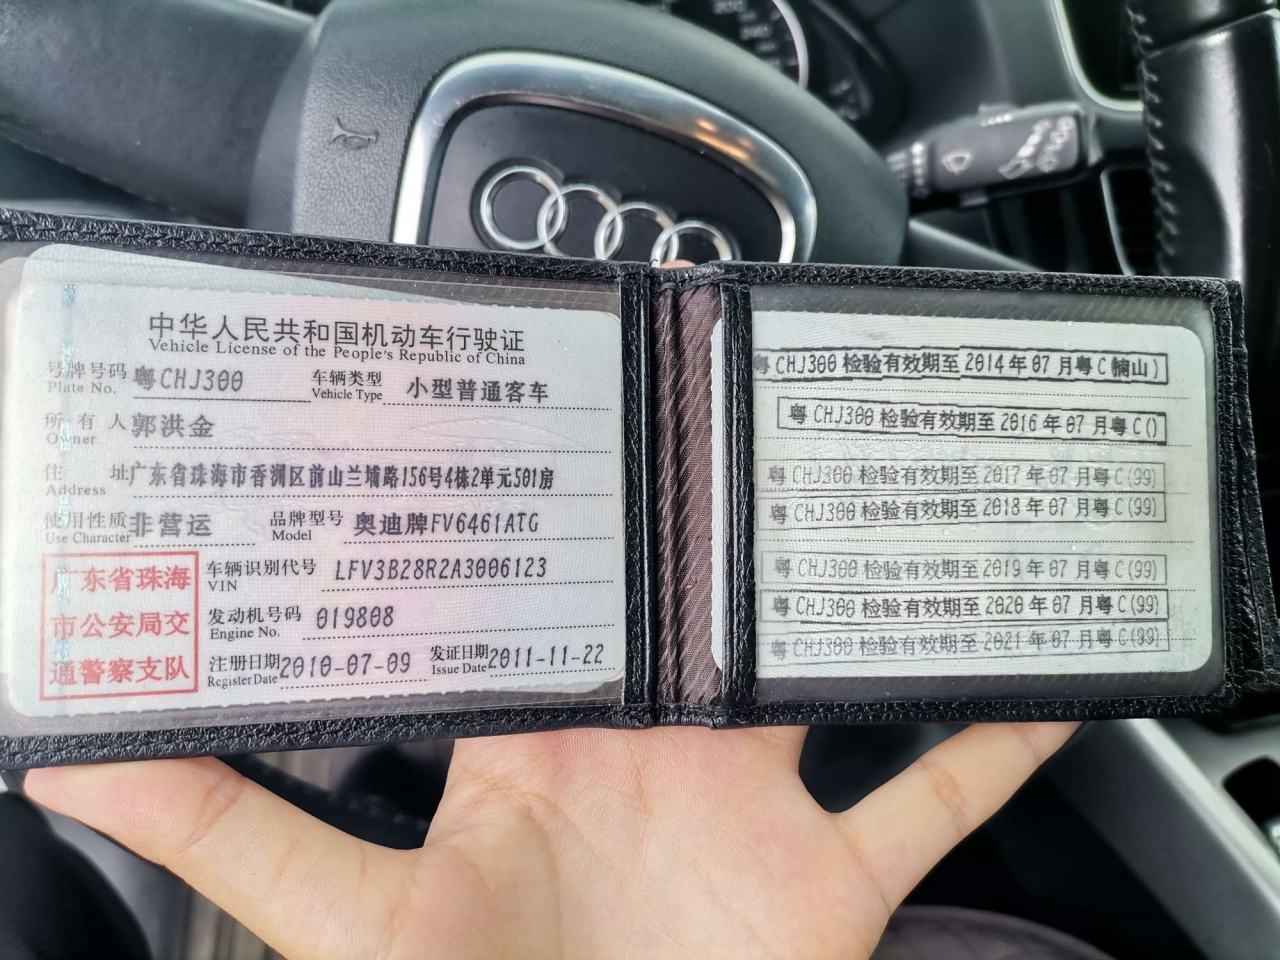 中华人民共和国机动车行驶证
Vehicle License of the People's Republic of China
号牌号码 粤CHJ300 车辆类型 小型普通客车
Plate No. Vehicle Type
所有人 郭洪金
Owner
住址 广东省珠海市香洲区前山兰埔路156号4栋2单元501房
Address
使用性质 非营运 品牌型号 奥迪牌FV6461ATG
Use Character Model
广东省珠海
市公安局交
通警察支队
车辆识别代号 LFV3B28R2A3006123
VIN
发动机号码 019808
Engine No.
注册日期 2010-07-09 发证日期 2011-11-22
Register Date Issue Date
粤CHJ300 检验有效期至 2014年07月粤C(
山)
粤CHJ300 检验有效期至 2016年07月粤C()
粤CHJ300 检验有效期至 2017年07月粤C(99)
粤CHJ300 检验有效期至 2018年07月粤C(99)
粤CHJ300 检验有效期至 2019年07月粤C(99)
粤CHJ300 检验有效期至 2020年07月粤C(99)
粤CHJ300 检验有效期至 2021年07月粤C(99)